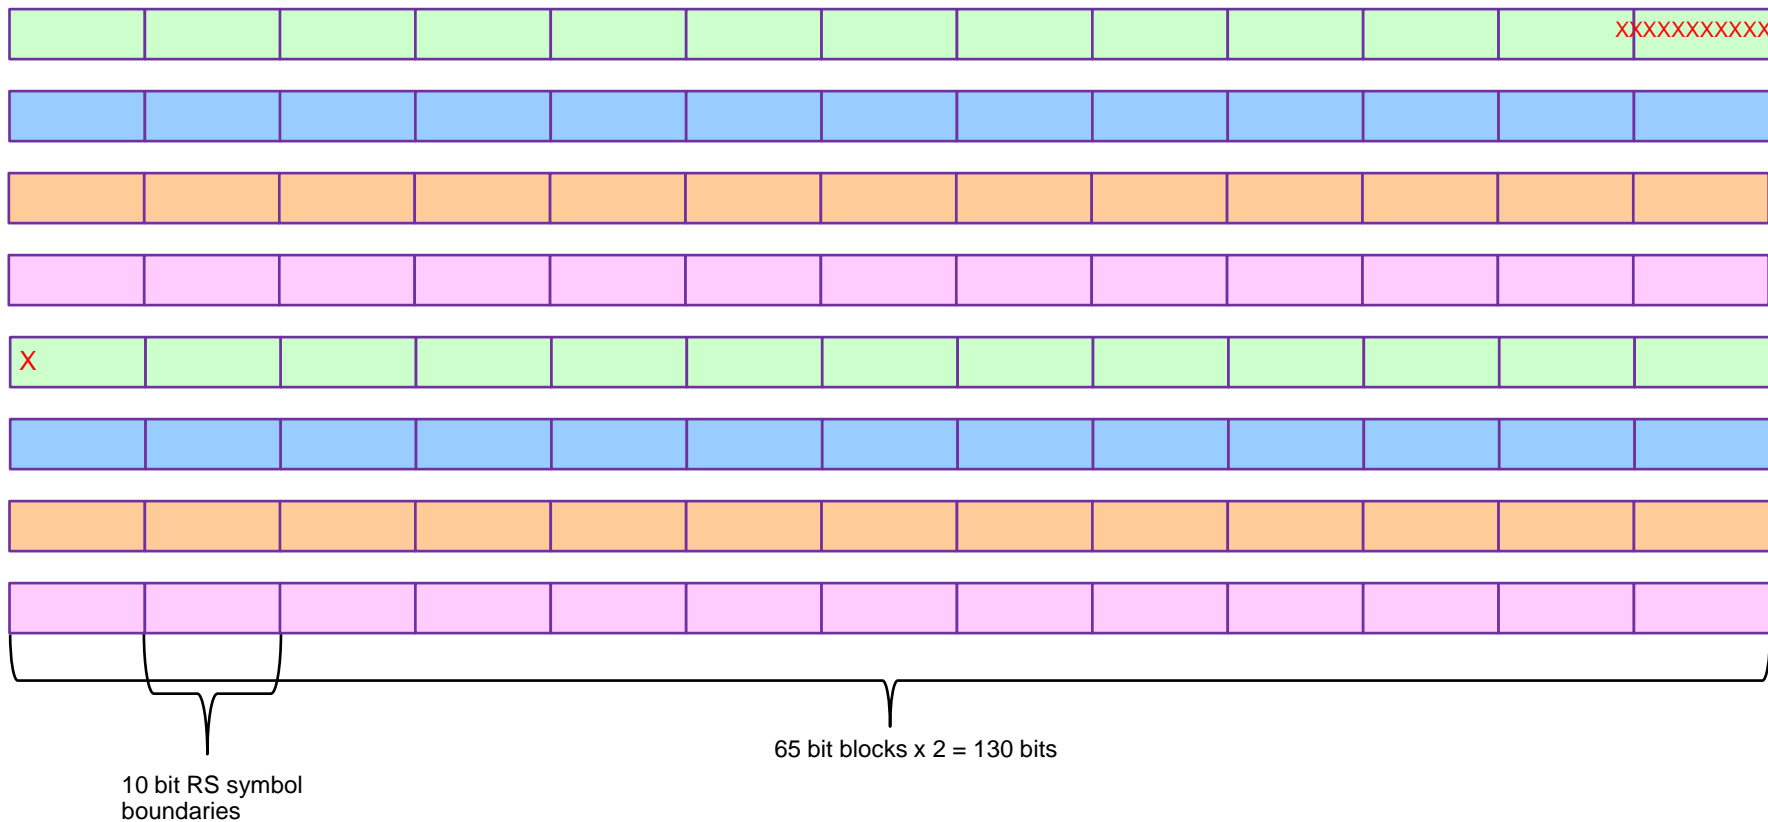 XXXXXXXXXXX
X
65 bit blocks x 2 = 130 bits
10 bit RS symbol
boundaries